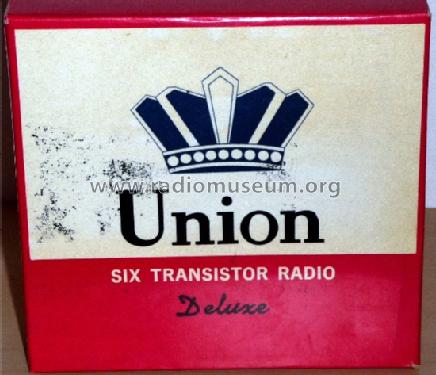 www.radiomuseum.org
Union
SIX TRANSISTOR RADIO
Deluxe